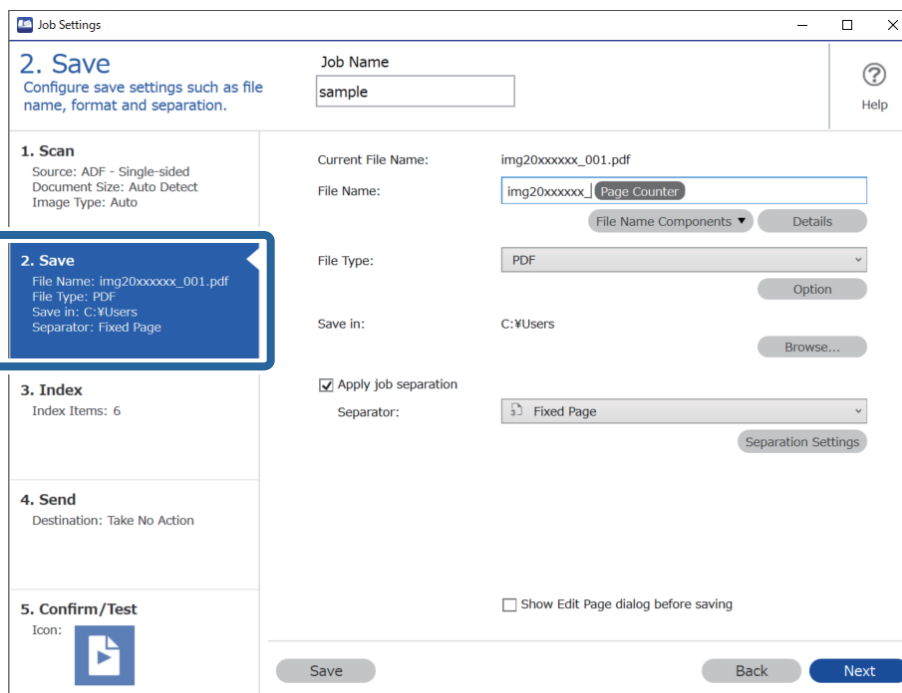 Job Settings
2. Save
Configure save settings such as file
name, format and separation.
Job Name
sample
Help
1. Scan
Source: ADF - Single-sided
Document Size: Auto Detect
Image Type: Auto
2. Save
File Name: img20xxxxxx_001.pdf
File Type: PDF
Save in: C:¥Users
Separator: Fixed Page
3. Index
Index Items: 6
4. Send
Destination: Take No Action
5. Confirm/Test
Icon:
Current File Name: img20xxxxxx_001.pdf
File Name: img20xxxxxx_ Page Counter
File Name Components Details
File Type: PDF
Option
Save in: C:¥Users
Browse...
Apply job separation
Separator: Fixed Page
Separation Settings
Show Edit Page dialog before saving
Save Back Next